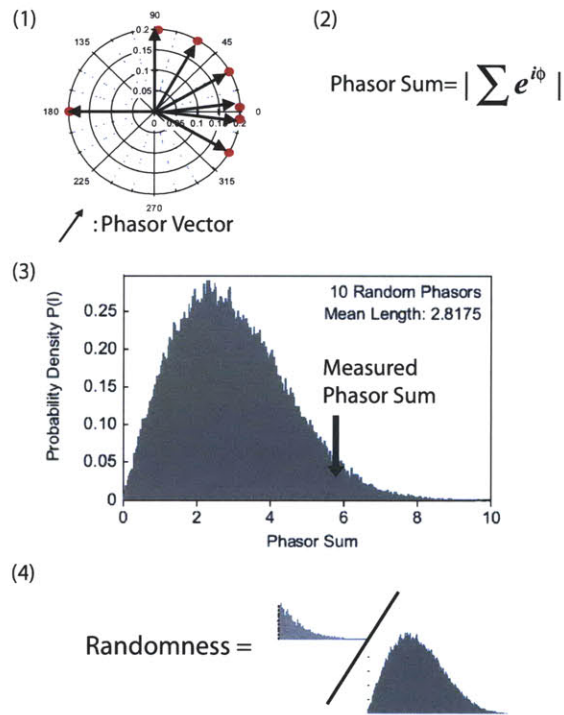 (1)
90
135
0.2
45
0.15
0.1
0.05
180
0
0
0.05
0.1
0.15
0.2
225
315
270
: Phasor Vector
(2)
Phasor Sum= | ∑ e^{iϕ} |
(3)
Probability Density P(I)
0.25
0.20
0.15
0.10
0.05
0
10 Random Phasors
Mean Length: 2.8175
Measured
Phasor Sum
0 2 4 6 8 10
Phasor Sum
(4)
Randomness =